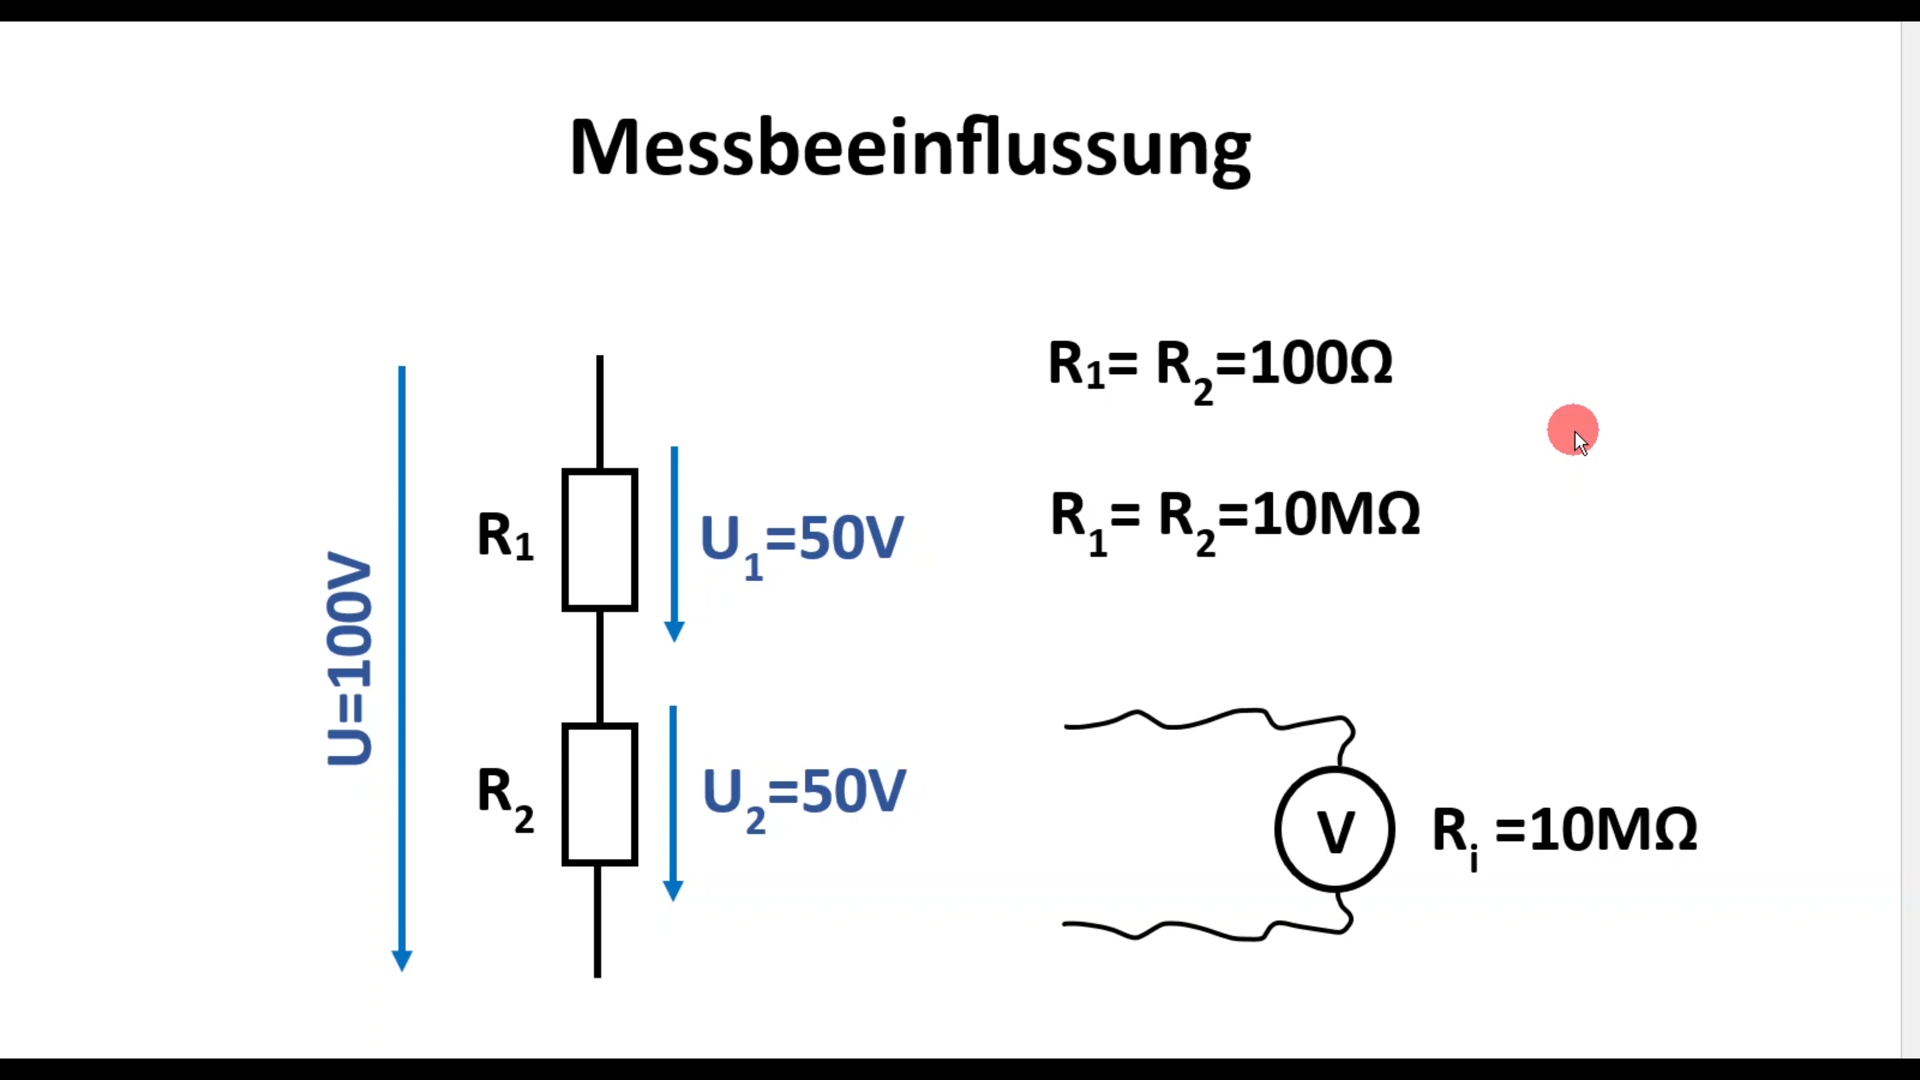 Messbeeinflussung
R₁= R₂=100Ω
R₁= R₂=10MΩ
U=100V
R₁
U₁=50V
R₂
U₂=50V
V
Rᵢ =10MΩ